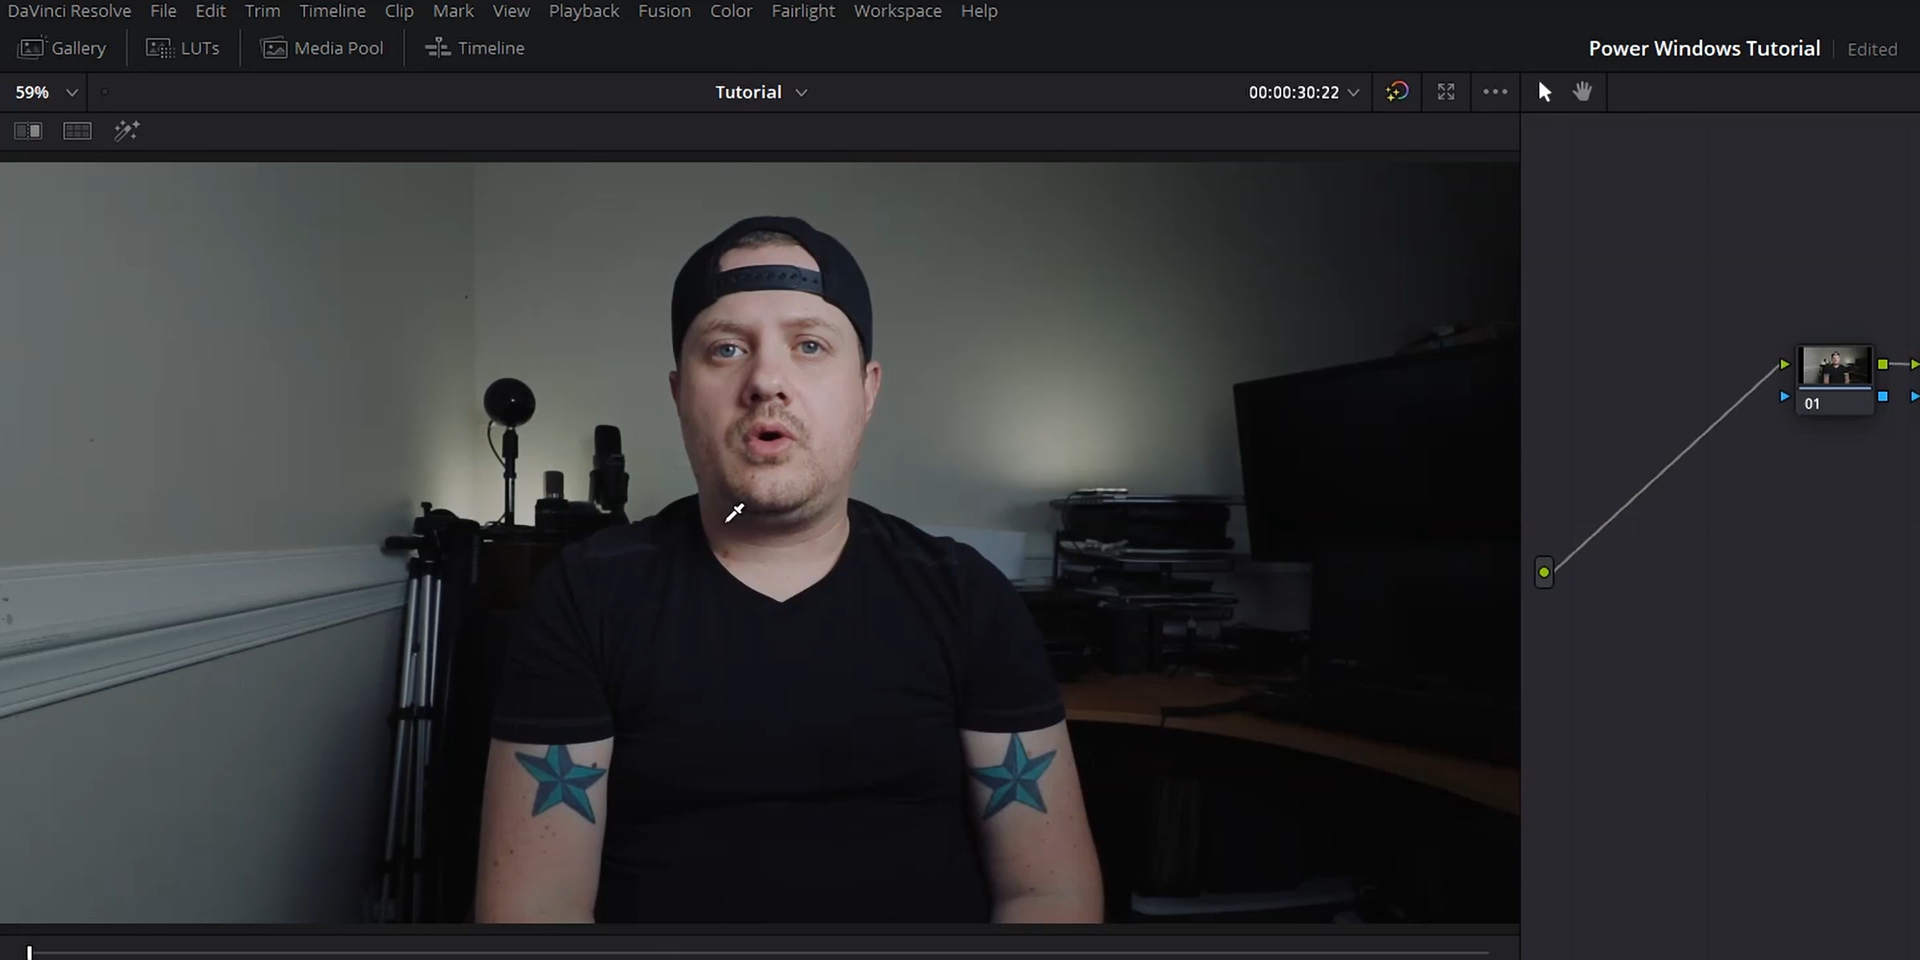 DaVinci Resolve File Edit Trim Timeline Clip Mark View Playback Fusion Color Fairlight Workspace Help
Gallery LUTs Media Pool Timeline Power Windows Tutorial Edited
59% Tutorial 00:00:30:22
01